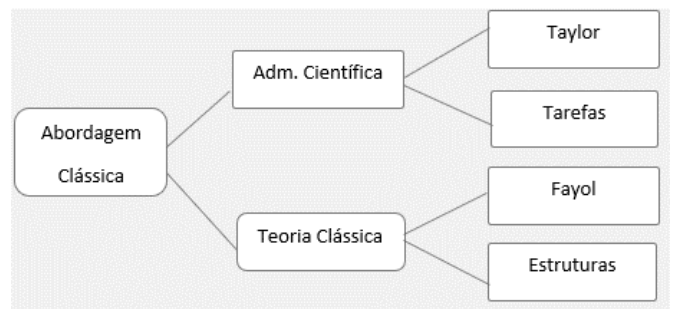 Abordagem
Clássica
Adm. Científica
Teoria Clássica
Taylor
Tarefas
Fayol
Estruturas